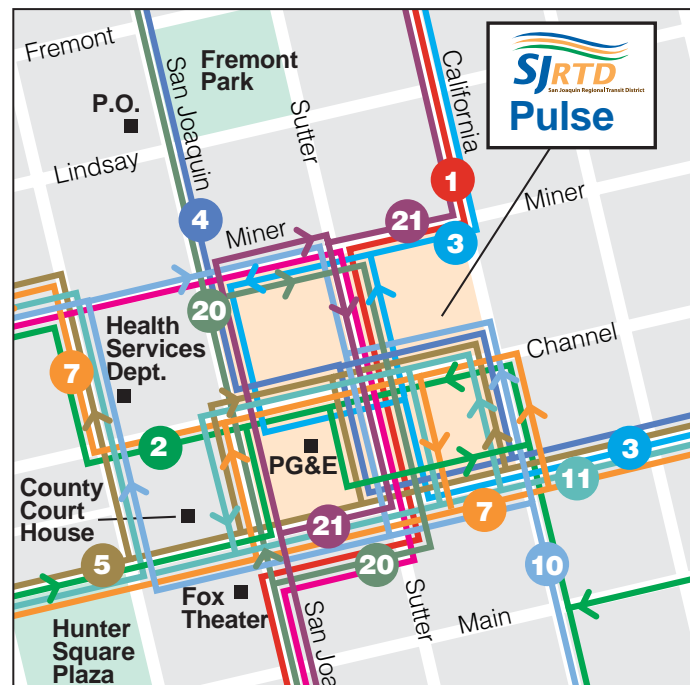 Fremont
Fremont
Park
P.O.
San Joaquin
Sutter
California
SJRTD
San Joaquin Regional Transit District
Pulse
Lindsay
1
4
21
3
Miner
Miner
20
Health
Services
Dept.
7
Channel
2
PG&E
3
11
County
Court
House
21
7
5
20
10
Fox
Theater
San Joa
Sutter
Main
Hunter
Square
Plaza